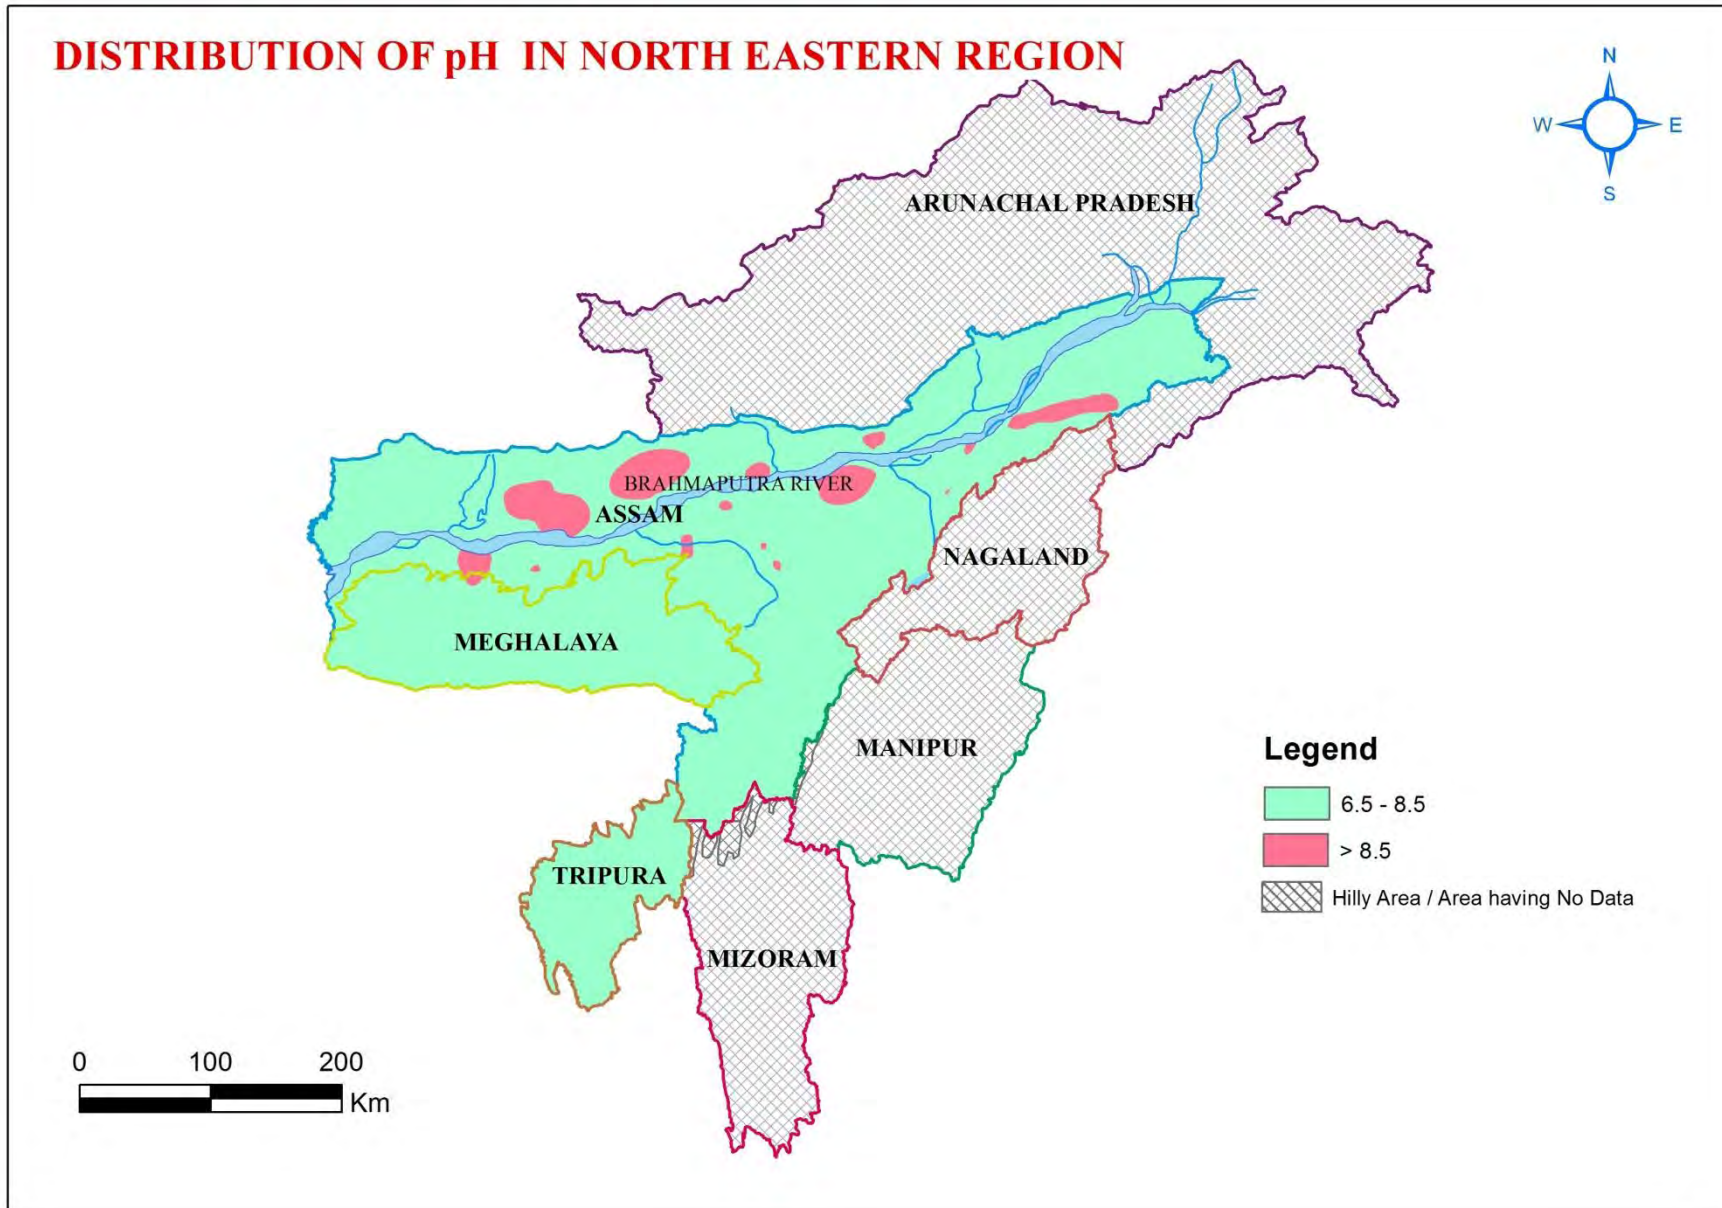 DISTRIBUTION OF pH IN NORTH EASTERN REGION
N
W E
S
ARUNACHAL PRADESH
BRAHMAPUTRA RIVER
ASSAM
NAGALAND
MEGHALAYA
MANIPUR
TRIPURA
MIZORAM
Legend
6.5 - 8.5
> 8.5
Hilly Area / Area having No Data
0 100 200
Km